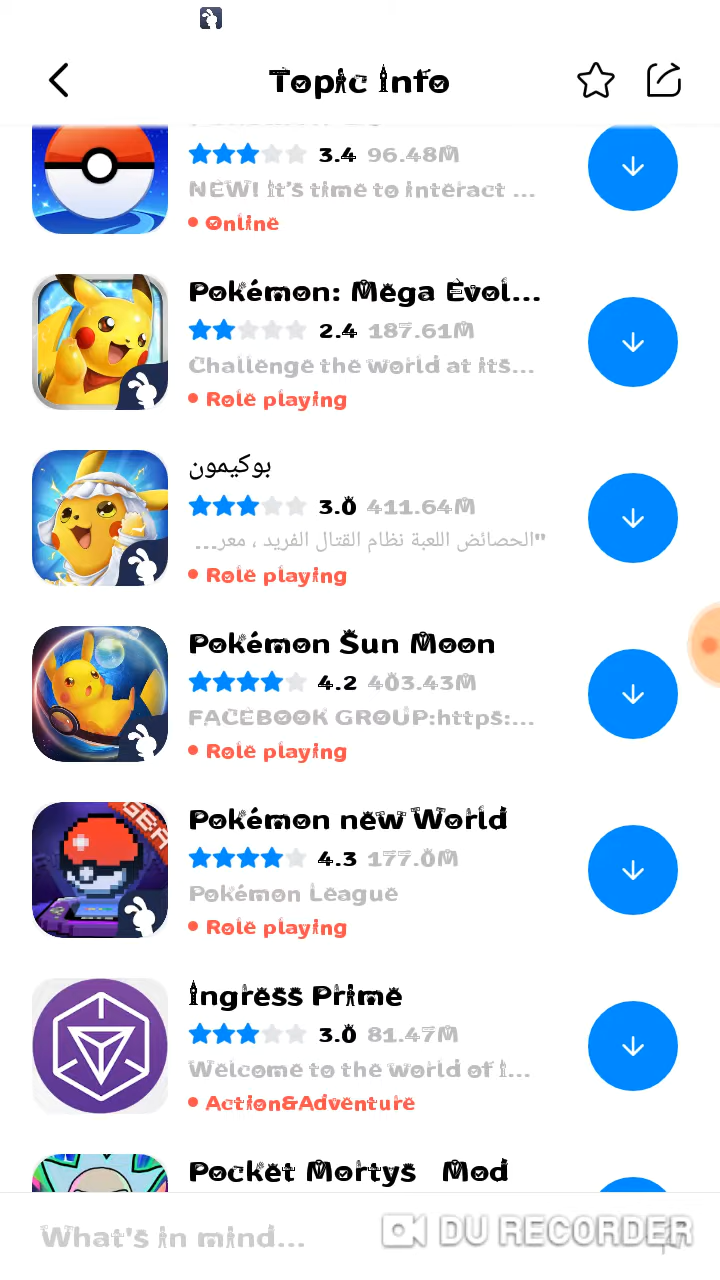 Topic Info
3.4 96.48M
NEW! It's time to interact ...
Online
Pokémon: Mega Evol...
2.4 187.61M
Challenge the world at its...
Role playing
بوكيمون
3.0 411.64M
"الحصائص اللعبة نظام القتال الفريد ، معر...
Role playing
Pokémon Sun Moon
4.2 403.43M
FACEBOOK GROUP:https:...
Role playing
GBA
Pokémon new World
4.3 177.0M
Pokémon League
Role playing
Ingress Prime
3.0 81.47M
Welcome to the world of I...
Action&Adventure
Pocket Mortys Mod
What's in mind...
DU RECORDER